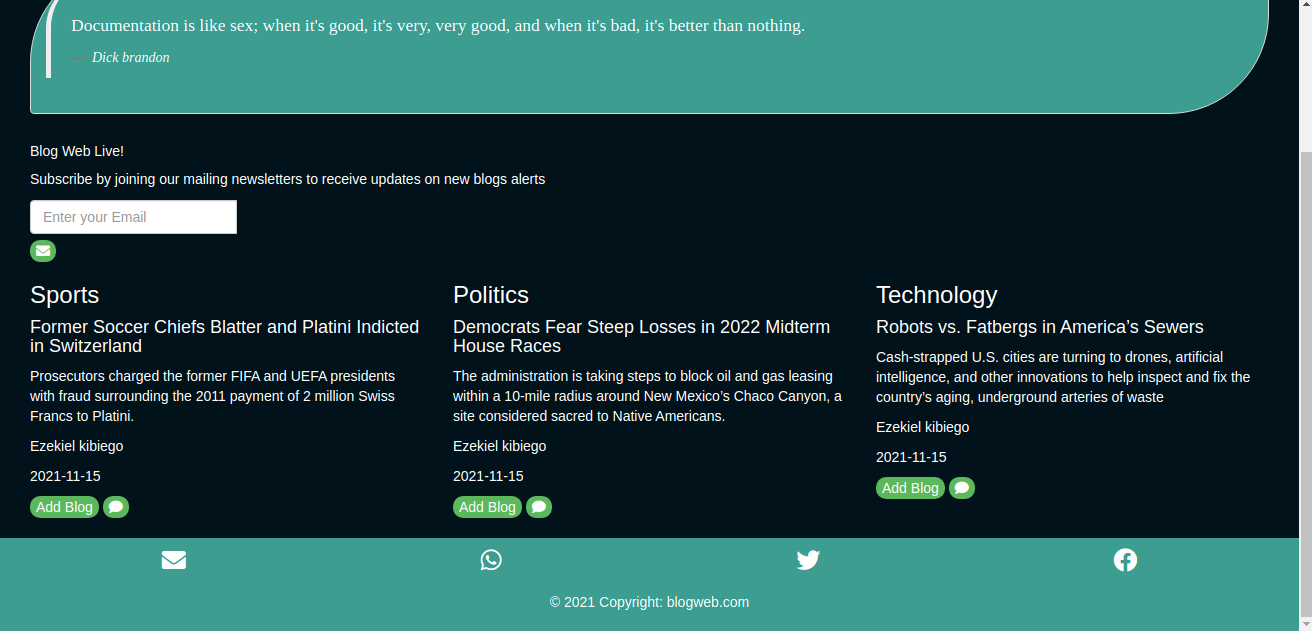 Documentation is like sex; when it's good, it's very, very good, and when it's bad, it's better than nothing.
— Dick brandon
Blog Web Live!
Subscribe by joining our mailing newsletters to receive updates on new blogs alerts
Enter your Email
Sports
Former Soccer Chiefs Blatter and Platini Indicted
in Switzerland
Prosecutors charged the former FIFA and UEFA presidents
with fraud surrounding the 2011 payment of 2 million Swiss
Francs to Platini.
Ezekiel kibiego
2021-11-15
Add Blog
Politics
Democrats Fear Steep Losses in 2022 Midterm
House Races
The administration is taking steps to block oil and gas leasing
within a 10-mile radius around New Mexico’s Chaco Canyon, a
site considered sacred to Native Americans.
Ezekiel kibiego
2021-11-15
Add Blog
Technology
Robots vs. Fatbergs in America’s Sewers
Cash-strapped U.S. cities are turning to drones, artificial
intelligence, and other innovations to help inspect and fix the
country’s aging, underground arteries of waste
Ezekiel kibiego
2021-11-15
Add Blog
© 2021 Copyright: blogweb.com